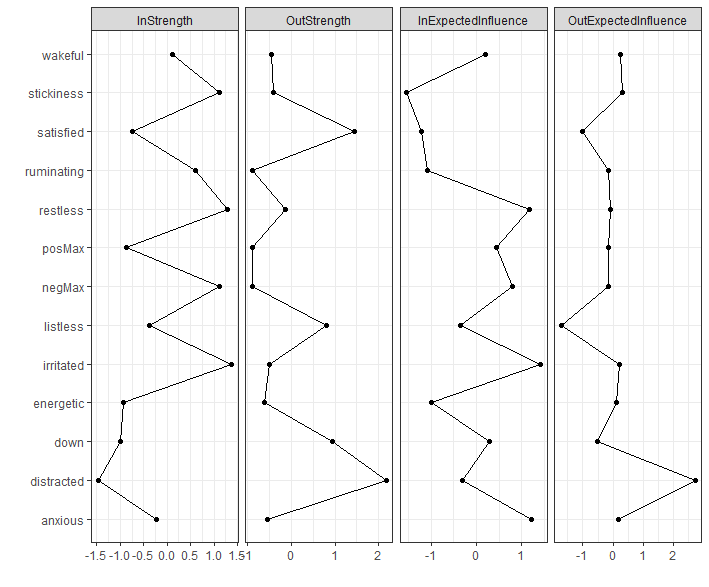 InStrength OutStrength InExpectedInfluence OutExpectedInfluence
wakeful
stickiness
satisfied
ruminating
restless
posMax
negMax
listless
irritated
energetic
down
distracted
anxious
-1.5 -1.0 -0.5 0.0 0.5 1.0 1.5 -1 0 1 2 -1 0 1 -1 0 1 2